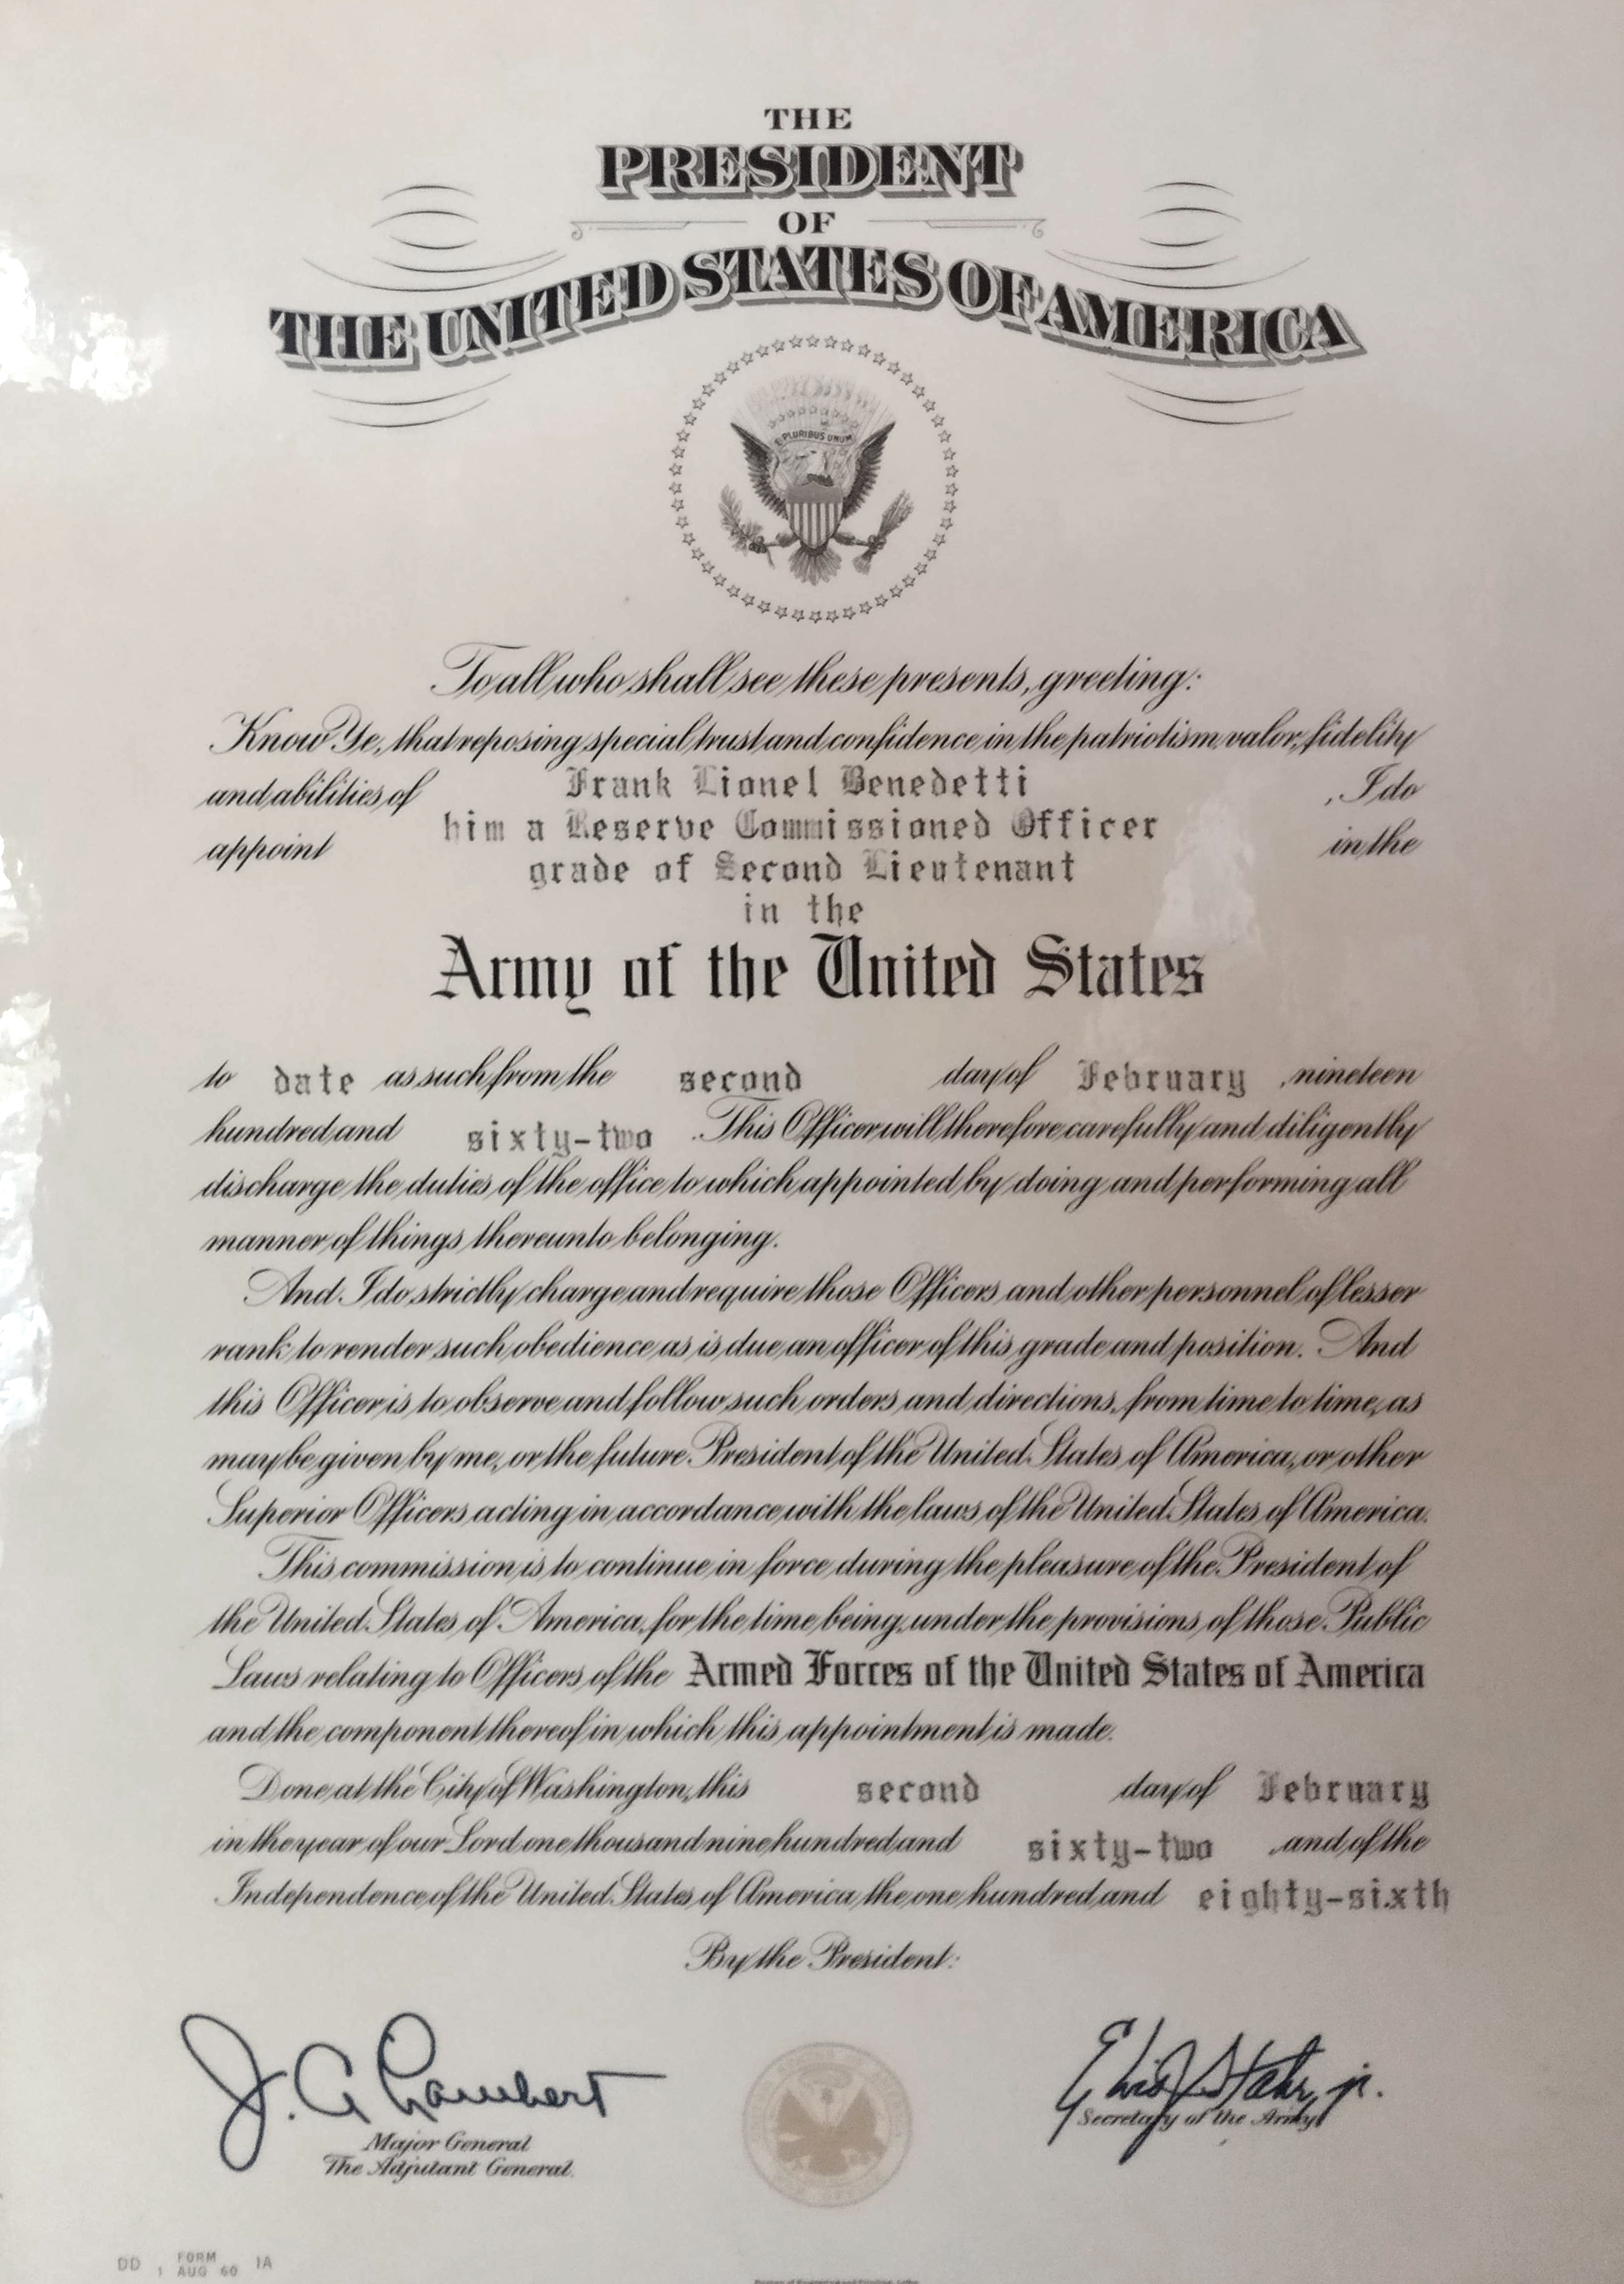 THE
PRESIDENT
OF
THE UNITED STATES OF AMERICA
E PLURIBUS UNUM
To all who shall see these presents, greeting:
Know Ye, that reposing special trust and confidence in the patriotism, valor, fidelity
and abilities of Frank Lionel Benedetti , I do
appoint him a Reserve Commissioned Officer in the
grade of Second Lieutenant
in the
Army of the United States
to date as such from the second day of February , nineteen
hundred and sixty-two . This Officer will therefore carefully and diligently
discharge the duties of the office to which appointed by doing and performing all
manner of things thereunto belonging.
And I do strictly charge and require those Officers and other personnel of lesser
rank to render such obedience as is due an officer of this grade and position. And
this Officer is to observe and follow such orders and directions, from time to time, as
may be given by me, or the future President of the United States of America, or other
Superior Officers acting in accordance with the laws of the United States of America.
This commission is to continue in force during the pleasure of the President of
the United States of America, for the time being, under the provisions of those Public
Laws relating to Officers of the Armed Forces of the United States of America
and the component thereof in which this appointment is made.
Done at the City of Washington, this second day of February
in the year of our Lord one thousand nine hundred and sixty-two , and of the
Independence of the United States of America the one hundred and eighty-sixth
By the President:
J. C. Lambert
Major General
The Adjutant General.
Elvis J Stahr, jr.
Secretary of the Army
DD FORM 1A
1 AUG 60